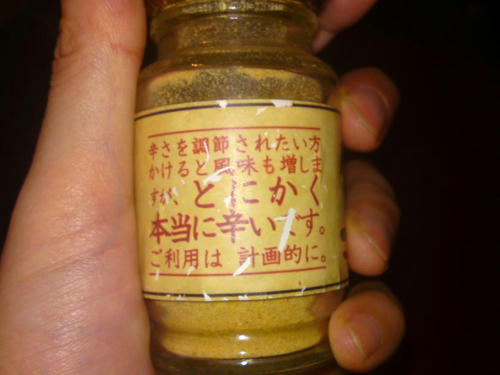 辛さを調節されたい方
かけると風味も増しま
すが、とにかく
本当に辛いです。
ご利用は 計画的に。